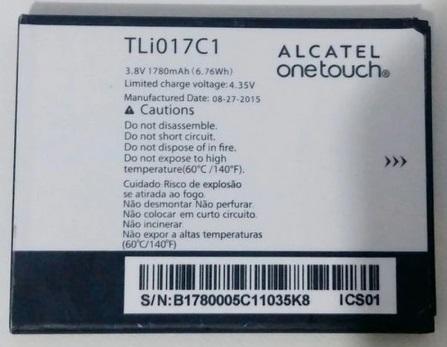 TLi017C1
3.8V 1780mAh (6.76Wh)
Limited charge voltage: 4.35V
Manufactured Date: 08-27-2015
Cautions
Do not disassemble.
Do not short circuit.
Do not dispose of in fire.
Do not expose to high
temperature(60℃/140℉).
Cuidado Risco de explosão
se atirada ao fogo.
Não desmontar Não perfurar
Não colocar em curto circuito.
Não incinerar
Não expor a altas temperaturas
(60℃/140℉)
ALCATEL
onetouch®
S/N:B1780005C11035K8 ICS01